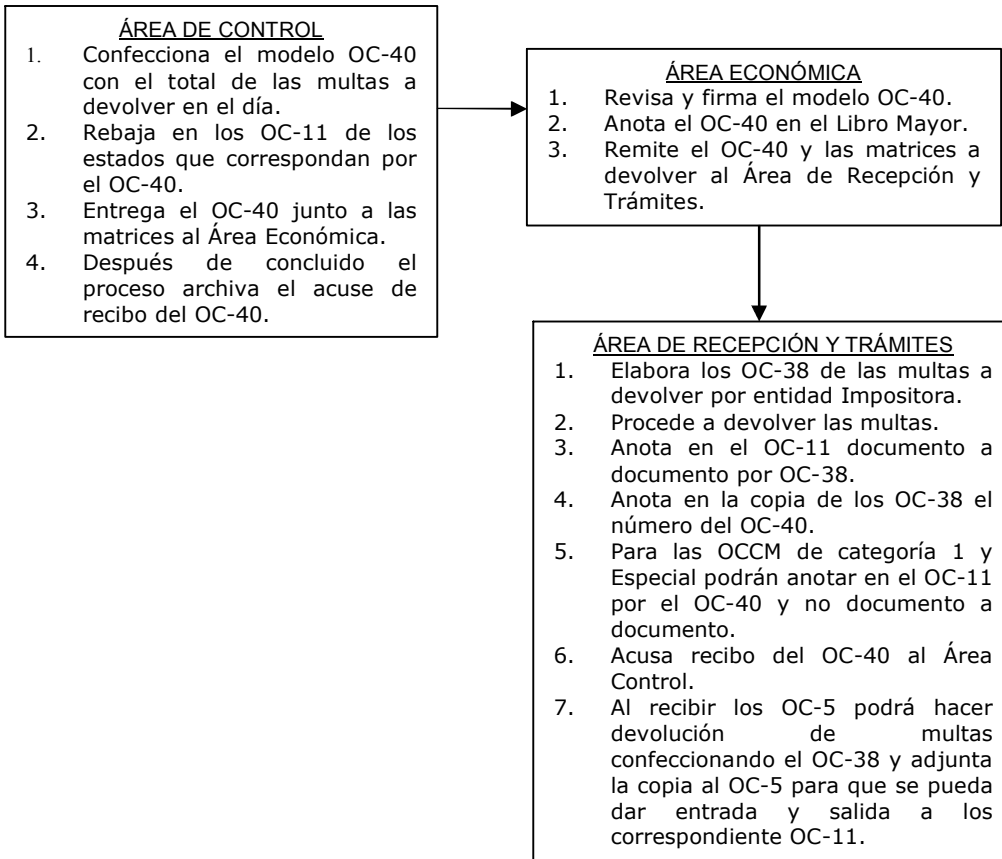 ÁREA DE CONTROL
1. Confecciona el modelo OC-40
con el total de las multas a
devolver en el día.
2. Rebaja en los OC-11 de los
estados que correspondan por
el OC-40.
3. Entrega el OC-40 junto a las
matrices al Área Económica.
4. Después de concluido el
proceso archiva el acuse de
recibo del OC-40.
ÁREA ECONÓMICA
1. Revisa y firma el modelo OC-40.
2. Anota el OC-40 en el Libro Mayor.
3. Remite el OC-40 y las matrices a
devolver al Área de Recepción y
Trámites.
ÁREA DE RECEPCIÓN Y TRÁMITES
1. Elabora los OC-38 de las multas a
devolver por entidad Impositora.
2. Procede a devolver las multas.
3. Anota en el OC-11 documento a
documento por OC-38.
4. Anota en la copia de los OC-38 el
número del OC-40.
5. Para las OCCM de categoría 1 y
Especial podrán anotar en el OC-11
por el OC-40 y no documento a
documento.
6. Acusa recibo del OC-40 al Área
Control.
7. Al recibir los OC-5 podrá hacer
devolución de multas
confeccionando el OC-38 y adjunta
la copia al OC-5 para que se pueda
dar entrada y salida a los
correspondiente OC-11.